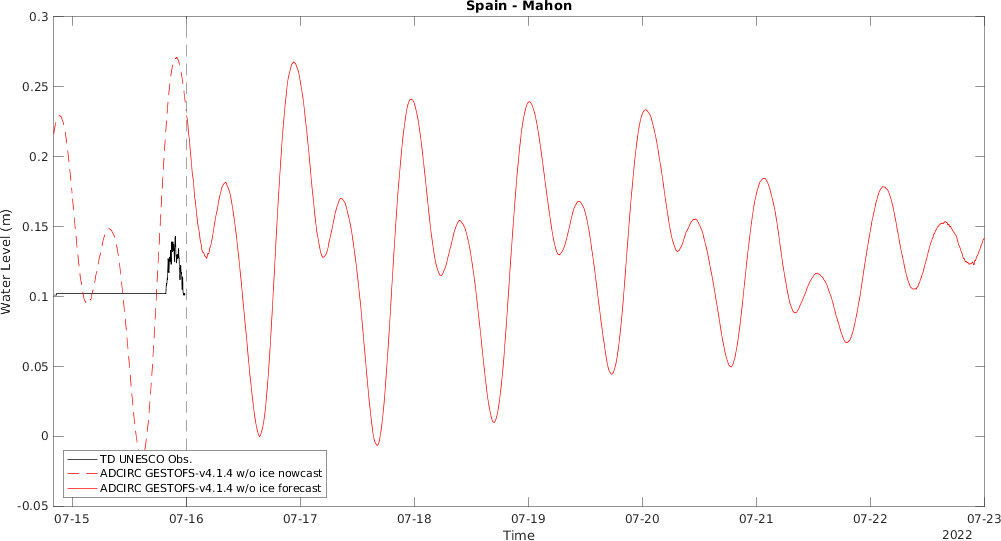 Spain - Mahon
0.3
0.25
0.2
0.15
0.1
0.05
0
-0.05
Water Level (m)
TD UNESCO Obs.
ADCIRC GESTOFS-v4.1.4 w/o ice nowcast
ADCIRC GESTOFS-v4.1.4 w/o ice forecast
07-15 07-16 07-17 07-18 07-19 07-20 07-21 07-22 07-23
Time
2022